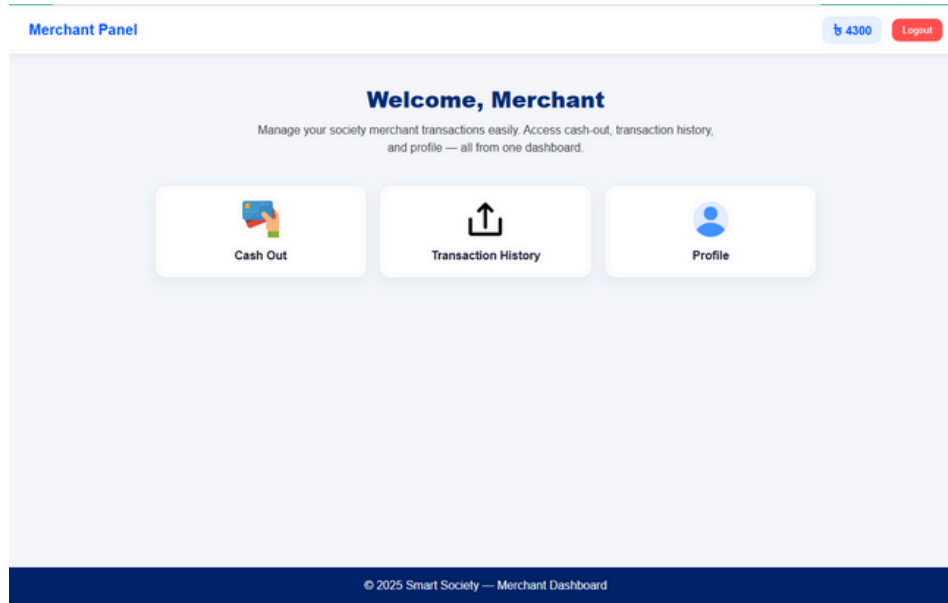 Merchant Panel
৳ 4300
Logout
Welcome, Merchant
Manage your society merchant transactions easily. Access cash-out, transaction history,
and profile — all from one dashboard.
Cash Out
Transaction History
Profile
© 2025 Smart Society — Merchant Dashboard